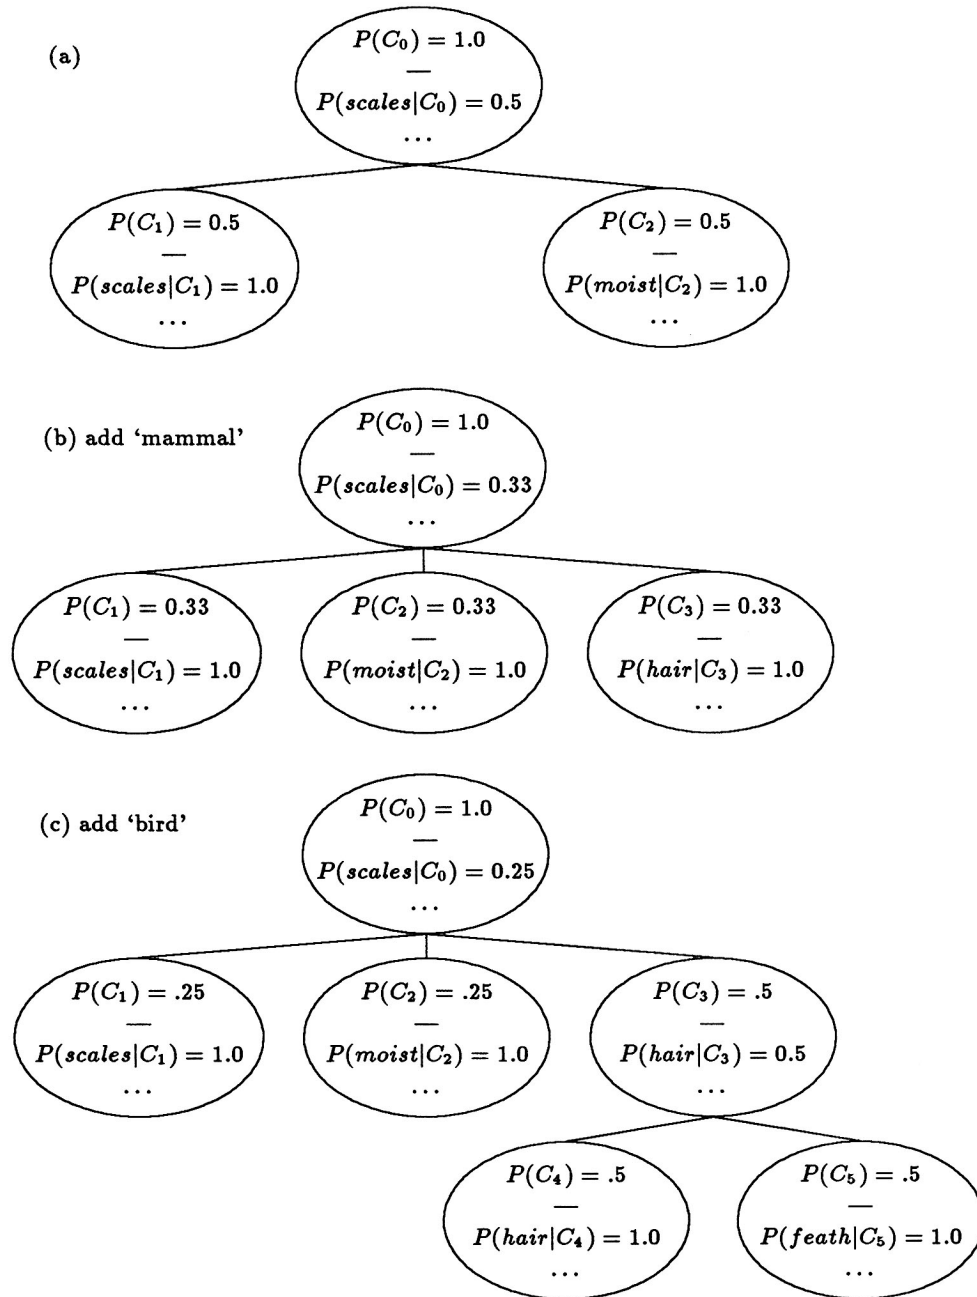 (a)
P(C₀) = 1.0
—
P(scales|C₀) = 0.5
...
P(C₁) = 0.5
—
P(scales|C₁) = 1.0
...
P(C₂) = 0.5
—
P(moist|C₂) = 1.0
...
(b) add ‘mammal’
P(C₀) = 1.0
—
P(scales|C₀) = 0.33
...
P(C₁) = 0.33
—
P(scales|C₁) = 1.0
...
P(C₂) = 0.33
—
P(moist|C₂) = 1.0
...
P(C₃) = 0.33
—
P(hair|C₃) = 1.0
...
(c) add ‘bird’
P(C₀) = 1.0
—
P(scales|C₀) = 0.25
...
P(C₁) = .25
—
P(scales|C₁) = 1.0
...
P(C₂) = .25
—
P(moist|C₂) = 1.0
...
P(C₃) = .5
—
P(hair|C₃) = 0.5
...
P(C₄) = .5
—
P(hair|C₄) = 1.0
...
P(C₅) = .5
—
P(feath|C₅) = 1.0
...